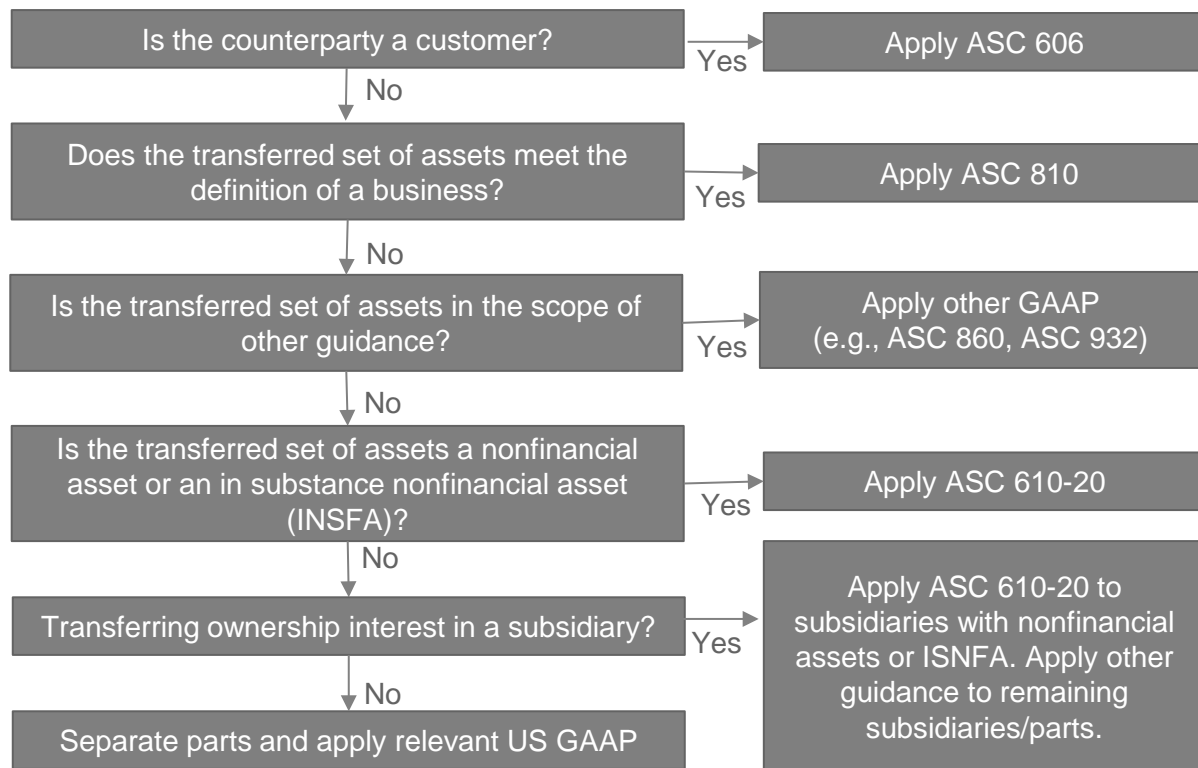 Is the counterparty a customer?
Yes
Apply ASC 606
No
Does the transferred set of assets meet the
definition of a business?
Yes
Apply ASC 810
No
Is the transferred set of assets in the scope of
other guidance?
Yes
Apply other GAAP
(e.g., ASC 860, ASC 932)
No
Is the transferred set of assets a nonfinancial
asset or an in substance nonfinancial asset
(INSFA)?
Yes
Apply ASC 610-20
No
Transferring ownership interest in a subsidiary?
Yes
Apply ASC 610-20 to
subsidiaries with nonfinancial
assets or ISNFA. Apply other
guidance to remaining
subsidiaries/parts.
No
Separate parts and apply relevant US GAAP